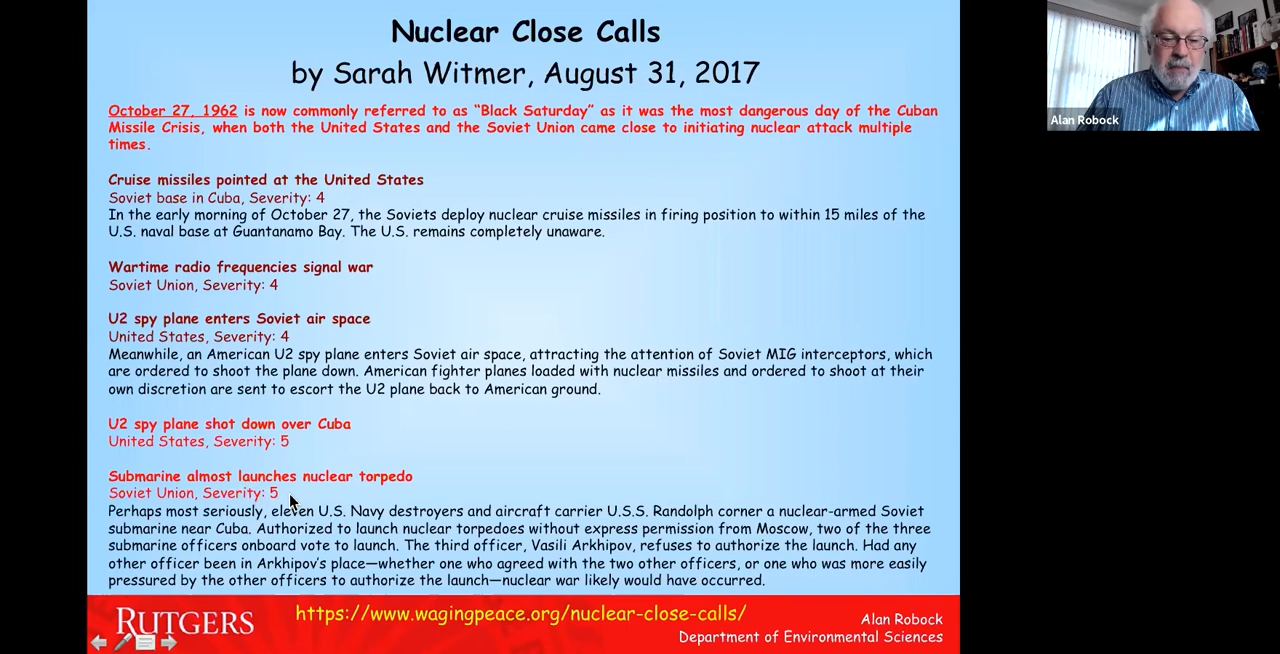 Nuclear Close Calls
by Sarah Witmer, August 31, 2017
October 27, 1962 is now commonly referred to as “Black Saturday” as it was the most dangerous day of the Cuban
Missile Crisis, when both the United States and the Soviet Union came close to initiating nuclear attack multiple
times.
Cruise missiles pointed at the United States
Soviet base in Cuba, Severity: 4
In the early morning of October 27, the Soviets deploy nuclear cruise missiles in firing position to within 15 miles of the
U.S. naval base at Guantanamo Bay. The U.S. remains completely unaware.
Wartime radio frequencies signal war
Soviet Union, Severity: 4
U2 spy plane enters Soviet air space
United States, Severity: 4
Meanwhile, an American U2 spy plane enters Soviet air space, attracting the attention of Soviet MIG interceptors, which
are ordered to shoot the plane down. American fighter planes loaded with nuclear missiles and ordered to shoot at their
own discretion are sent to escort the U2 plane back to American ground.
U2 spy plane shot down over Cuba
United States, Severity: 5
Submarine almost launches nuclear torpedo
Soviet Union, Severity: 5
Perhaps most seriously, eleven U.S. Navy destroyers and aircraft carrier U.S.S. Randolph corner a nuclear-armed Soviet
submarine near Cuba. Authorized to launch nuclear torpedoes without express permission from Moscow, two of the three
submarine officers onboard vote to launch. The third officer, Vasili Arkhipov, refuses to authorize the launch. Had any
other officer been in Arkhipov’s place—whether one who agreed with the two other officers, or one who was more easily
pressured by the other officers to authorize the launch—nuclear war likely would have occurred.
RUTGERS
https://www.wagingpeace.org/nuclear-close-calls/
Alan Robock
Department of Environmental Sciences
Alan Robock